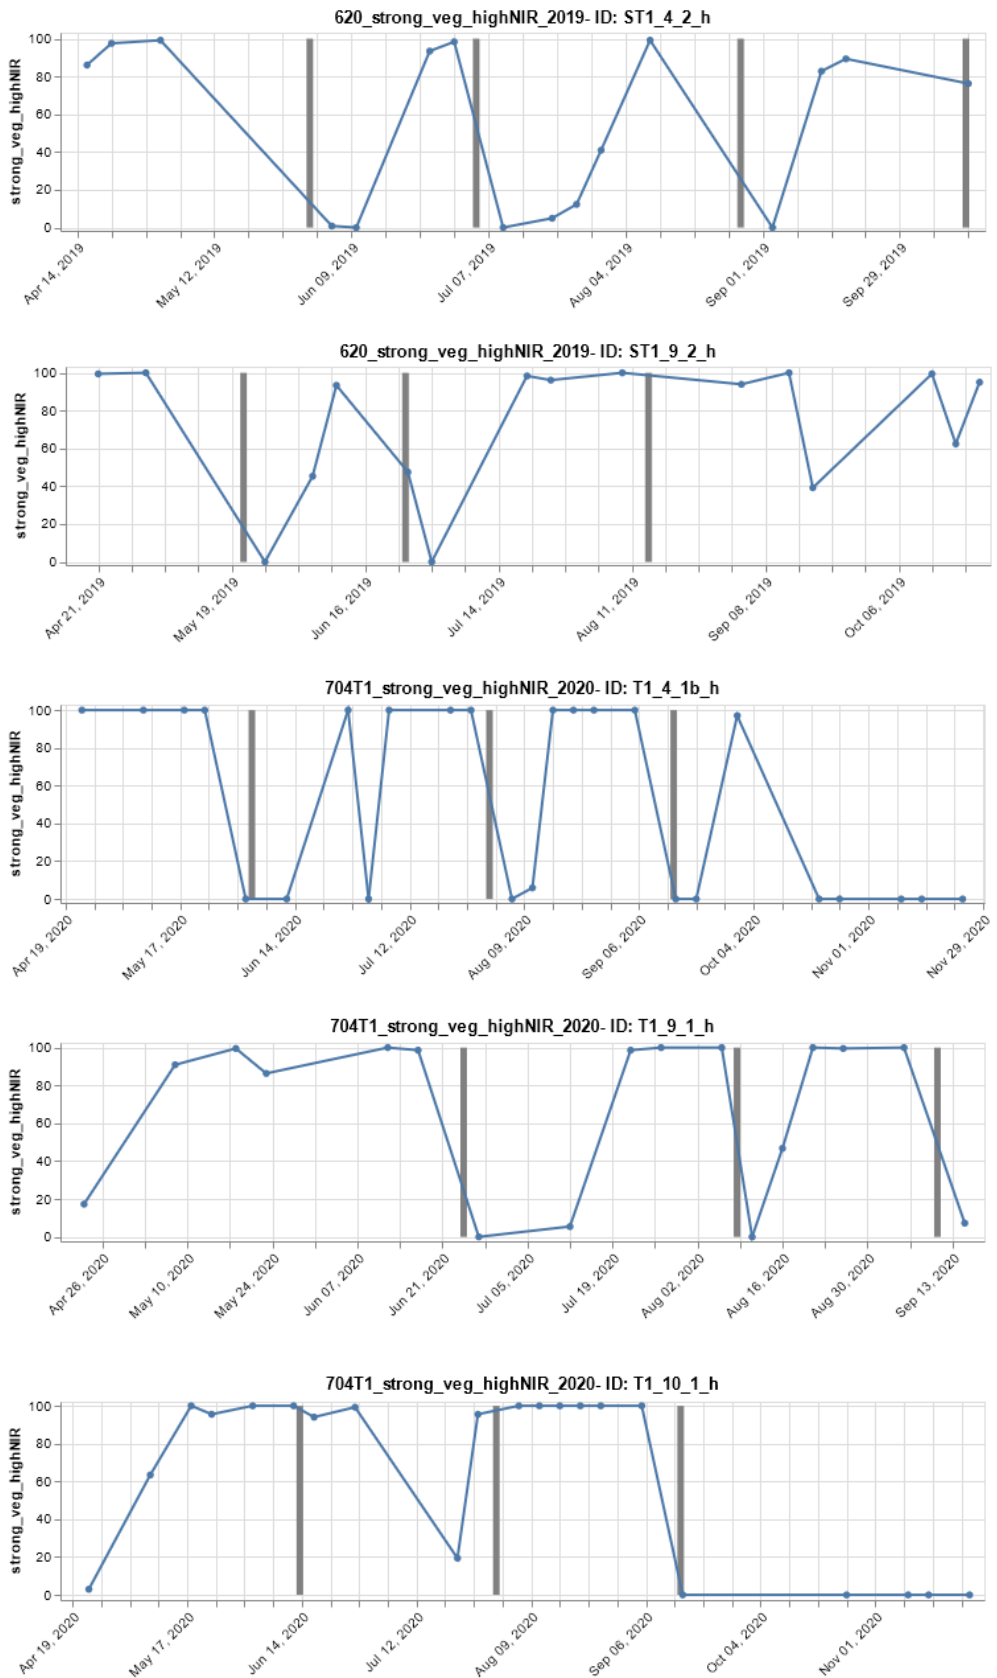 620_strong_veg_highNIR_2019- ID: ST1_4_2_h
strong_veg_highNIR
100
80
60
40
20
0
Apr 14, 2019
May 12, 2019
Jun 09, 2019
Jul 07, 2019
Aug 04, 2019
Sep 01, 2019
Sep 29, 2019
620_strong_veg_highNIR_2019- ID: ST1_9_2_h
strong_veg_highNIR
100
80
60
40
20
0
Apr 21, 2019
May 19, 2019
Jun 16, 2019
Jul 14, 2019
Aug 11, 2019
Sep 08, 2019
Oct 06, 2019
704T1_strong_veg_highNIR_2020- ID: T1_4_1b_h
strong_veg_highNIR
100
80
60
40
20
0
Apr 19, 2020
May 17, 2020
Jun 14, 2020
Jul 12, 2020
Aug 09, 2020
Sep 06, 2020
Oct 04, 2020
Nov 01, 2020
Nov 29, 2020
704T1_strong_veg_highNIR_2020- ID: T1_9_1_h
strong_veg_highNIR
100
80
60
40
20
0
Apr 26, 2020
May 10, 2020
May 24, 2020
Jun 07, 2020
Jun 21, 2020
Jul 05, 2020
Jul 19, 2020
Aug 02, 2020
Aug 16, 2020
Aug 30, 2020
Sep 13, 2020
704T1_strong_veg_highNIR_2020- ID: T1_10_1_h
strong_veg_highNIR
100
80
60
40
20
0
Apr 19, 2020
May 17, 2020
Jun 14, 2020
Jul 12, 2020
Aug 09, 2020
Sep 06, 2020
Oct 04, 2020
Nov 01, 2020